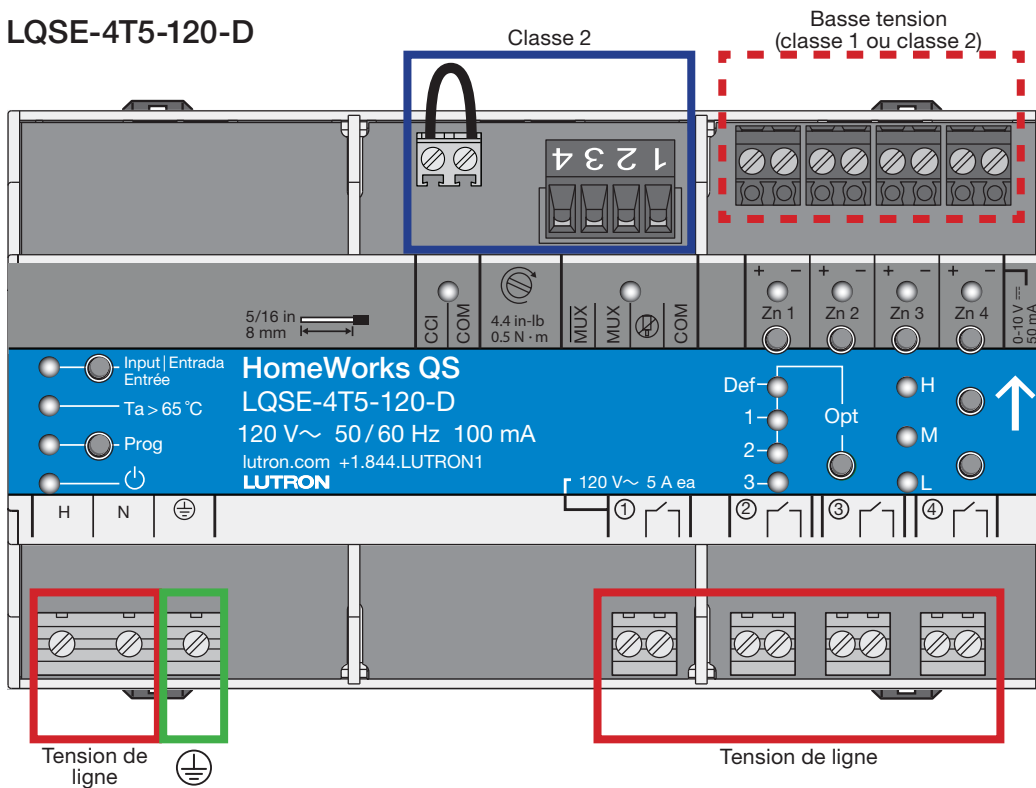 LQSE-4T5-120-D
Classe 2
Basse tension
(classe 1 ou classe 2)
1 2 3 4
5/16 in
8 mm
CCI
COM
4.4 in-lb
0.5 N · m
MUX
MUX
COM
+ - + - + - + -
Zn 1 Zn 2 Zn 3 Zn 4
0-10 V
50 mA
Input | Entrada
Entrée
Ta > 65 °C
Prog
HomeWorks QS
LQSE-4T5-120-D
120 V~ 50 / 60 Hz 100 mA
lutron.com +1.844.LUTRON1
LUTRON
Def
1
2
3
Opt
H
M
L
120 V~ 5 A ea
H N
① ② ③ ④
Tension de
ligne
Tension de ligne